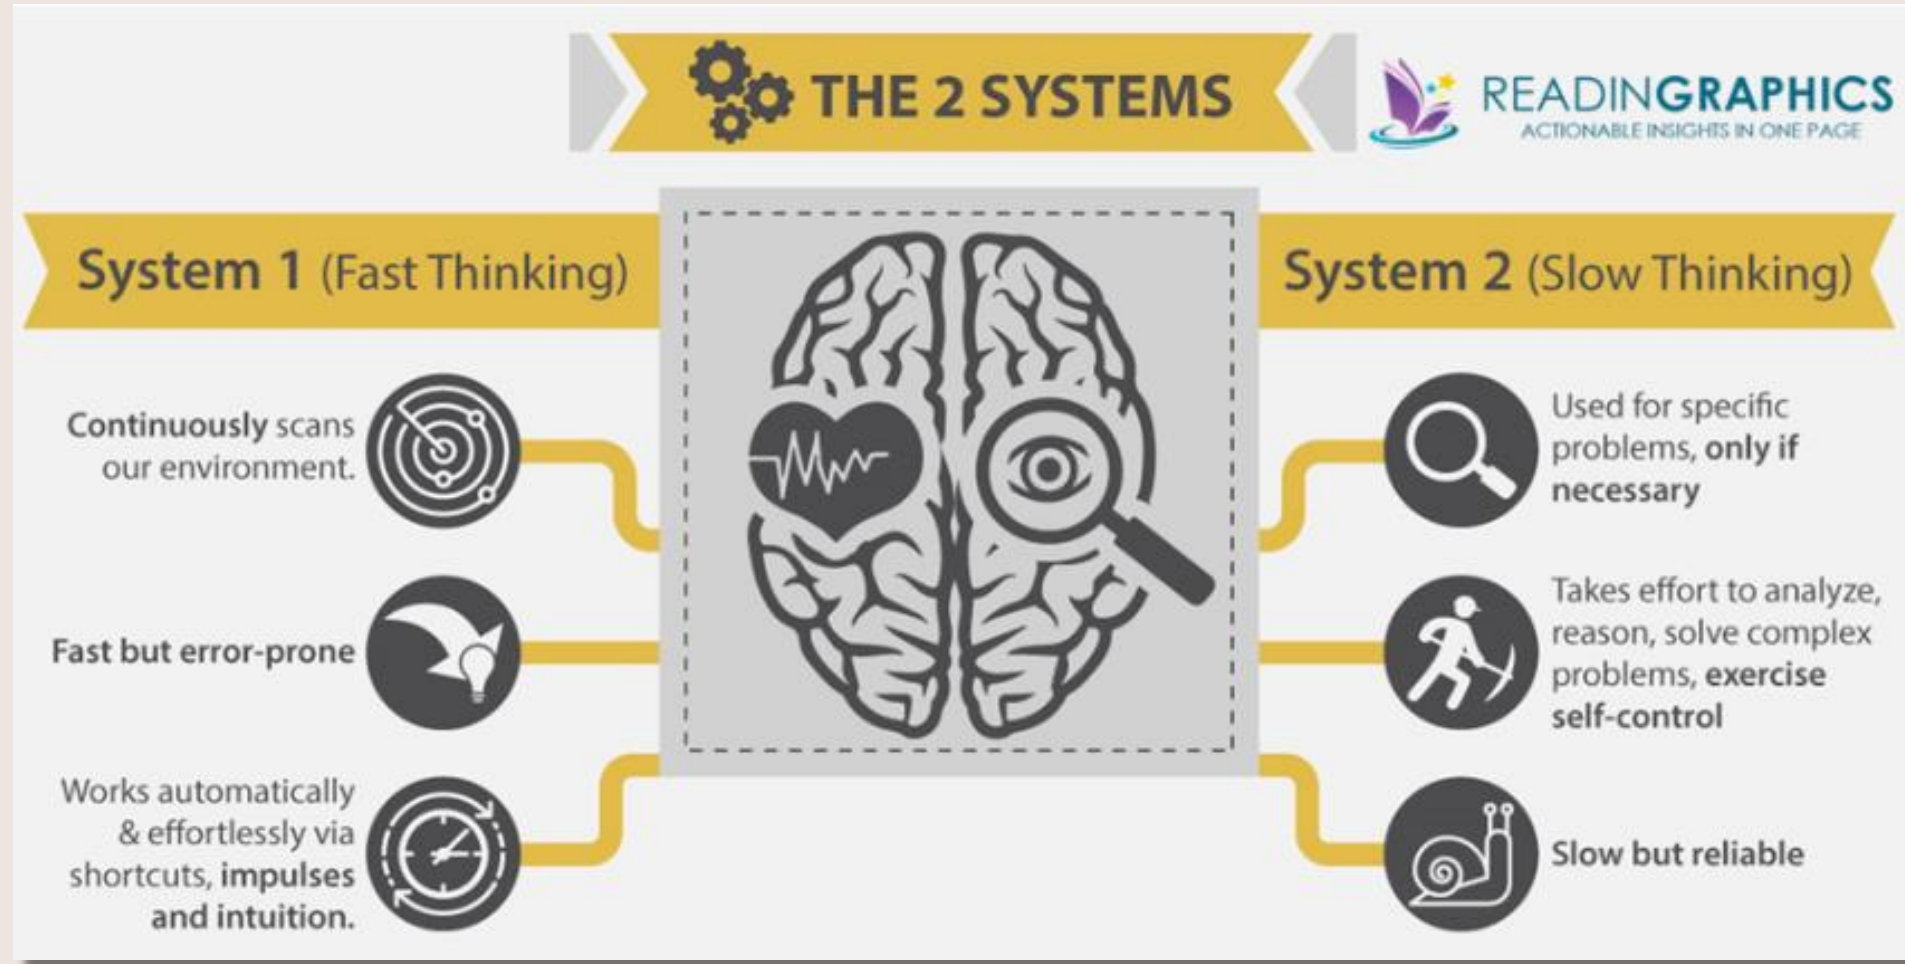 THE 2 SYSTEMS
READINGRAPHICS
ACTIONABLE INSIGHTS IN ONE PAGE
System 1 (Fast Thinking)
Continuously scans
our environment.
Fast but error-prone
Works automatically
& effortlessly via
shortcuts, impulses
and intuition.
System 2 (Slow Thinking)
Used for specific
problems, only if
necessary
Takes effort to analyze,
reason, solve complex
problems, exercise
self-control
Slow but reliable